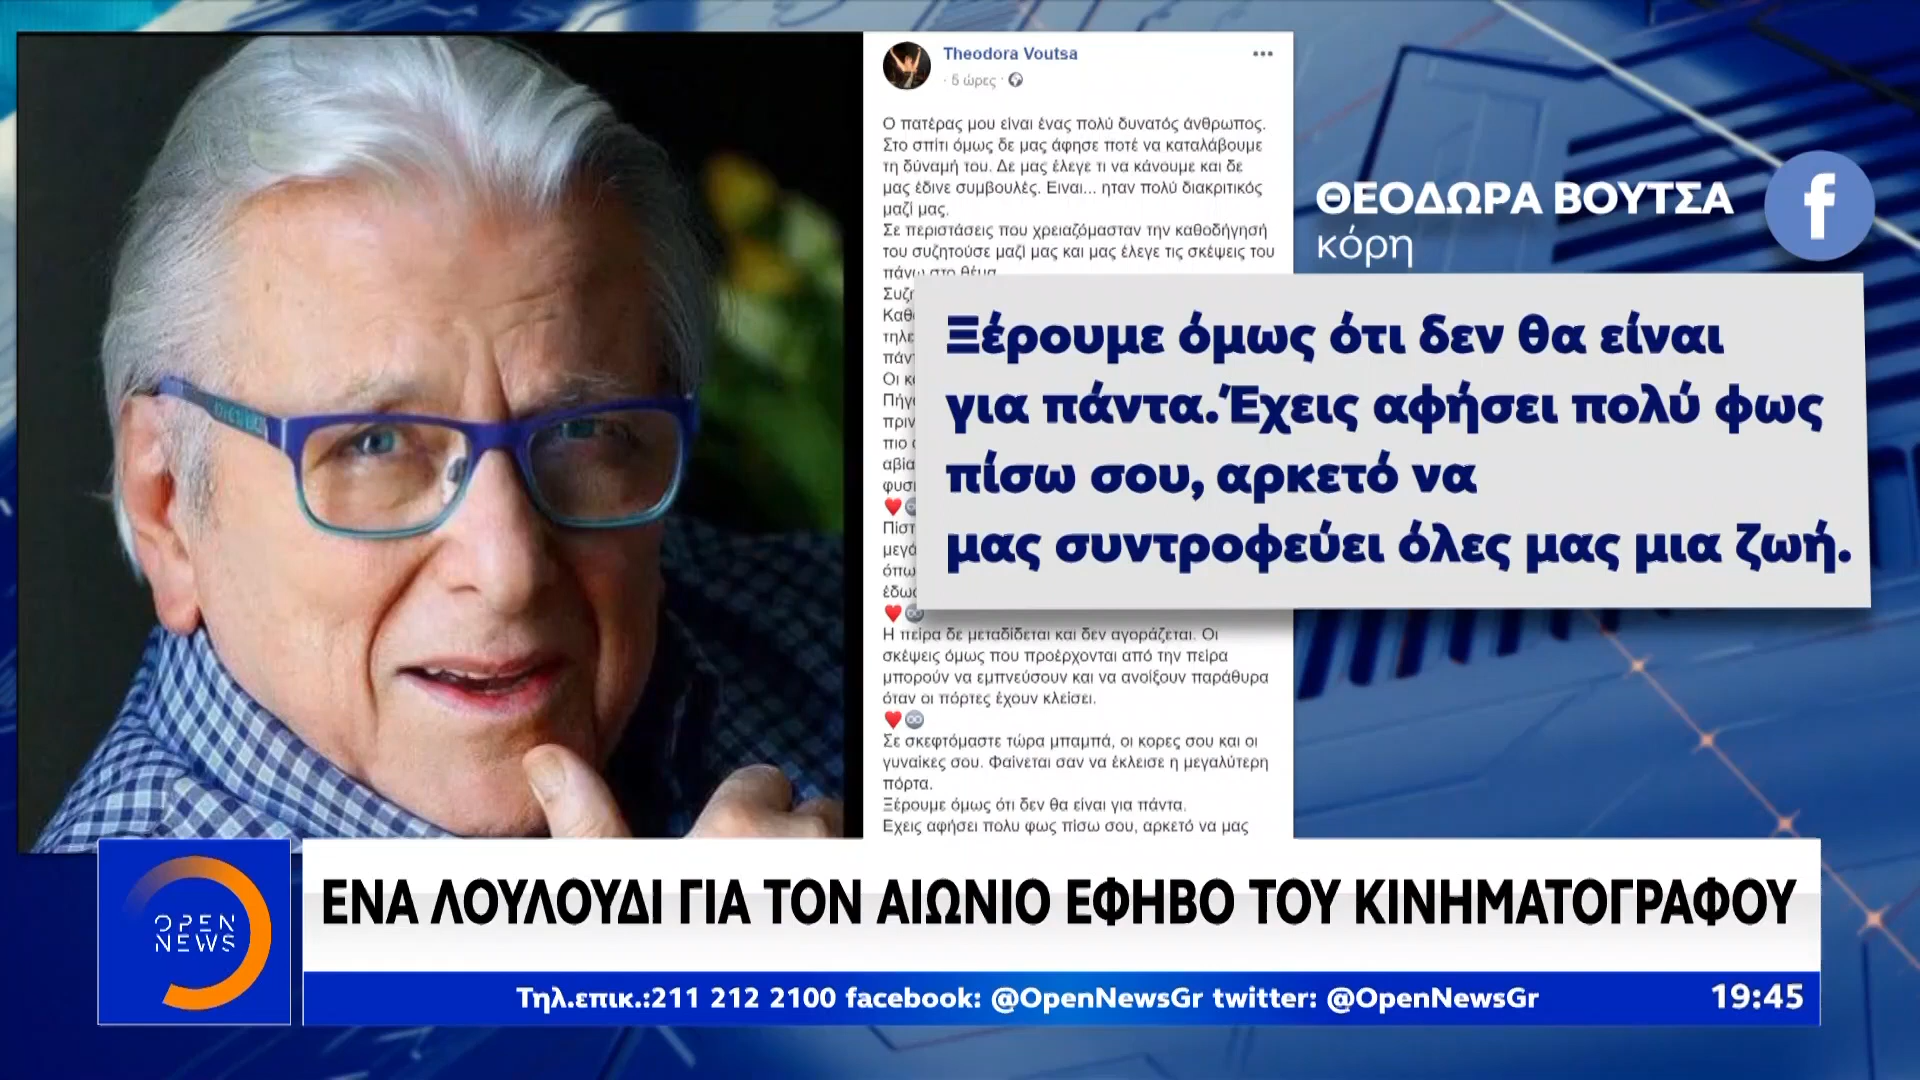 Theodora Voutsa
· 5 ώρες ·
Ο πατέρας μου είναι ένας πολύ δυνατός άνθρωπος.
Στο σπίτι όμως δε μας άφησε ποτέ να καταλάβουμε
τη δύναμή του. Δε μας έλεγε τι να κάνουμε και δε
μας έδινε συμβουλές. Ειναι... ηταν πολύ διακριτικός
μαζί μας.
Σε περιστάσεις που χρειαζόμασταν την καθοδήγησή
του συζητούσε μαζί μας και μας έλεγε τις σκέψεις του
πάνω στο θέμα
Η πείρα δε μεταδίδεται και δεν αγοράζεται. Οι
σκέψεις όμως που προέρχονται από την πείρα
μπορούν να εμπνεύσουν και να ανοίξουν παράθυρα
όταν οι πόρτες έχουν κλείσει.
Σε σκεφτόμαστε τώρα μπαμπά, οι κορες σου και οι
γυναίκες σου. Φαίνεται σαν να έκλεισε η μεγαλύτερη
πόρτα.
Ξέρουμε όμως ότι δεν θα είναι για πάντα.
Εχεις αφήσει πολυ φως πίσω σου, αρκετό να μας
ΘΕΟΔΩΡΑ ΒΟΥΤΣΑ
κόρη
f
Ξέρουμε όμως ότι δεν θα είναι
για πάντα.Έχεις αφήσει πολύ φως
πίσω σου, αρκετό να
μας συντροφεύει όλες μας μια ζωή.
OPEN
NEWS
ΕΝΑ ΛΟΥΛΟΥΔΙ ΓΙΑ ΤΟΝ ΑΙΩΝΙΟ ΕΦΗΒΟ ΤΟΥ ΚΙΝΗΜΑΤΟΓΡΑΦΟΥ
Τηλ.επικ.:211 212 2100 facebook: @OpenNewsGr twitter: @OpenNewsGr
19:45